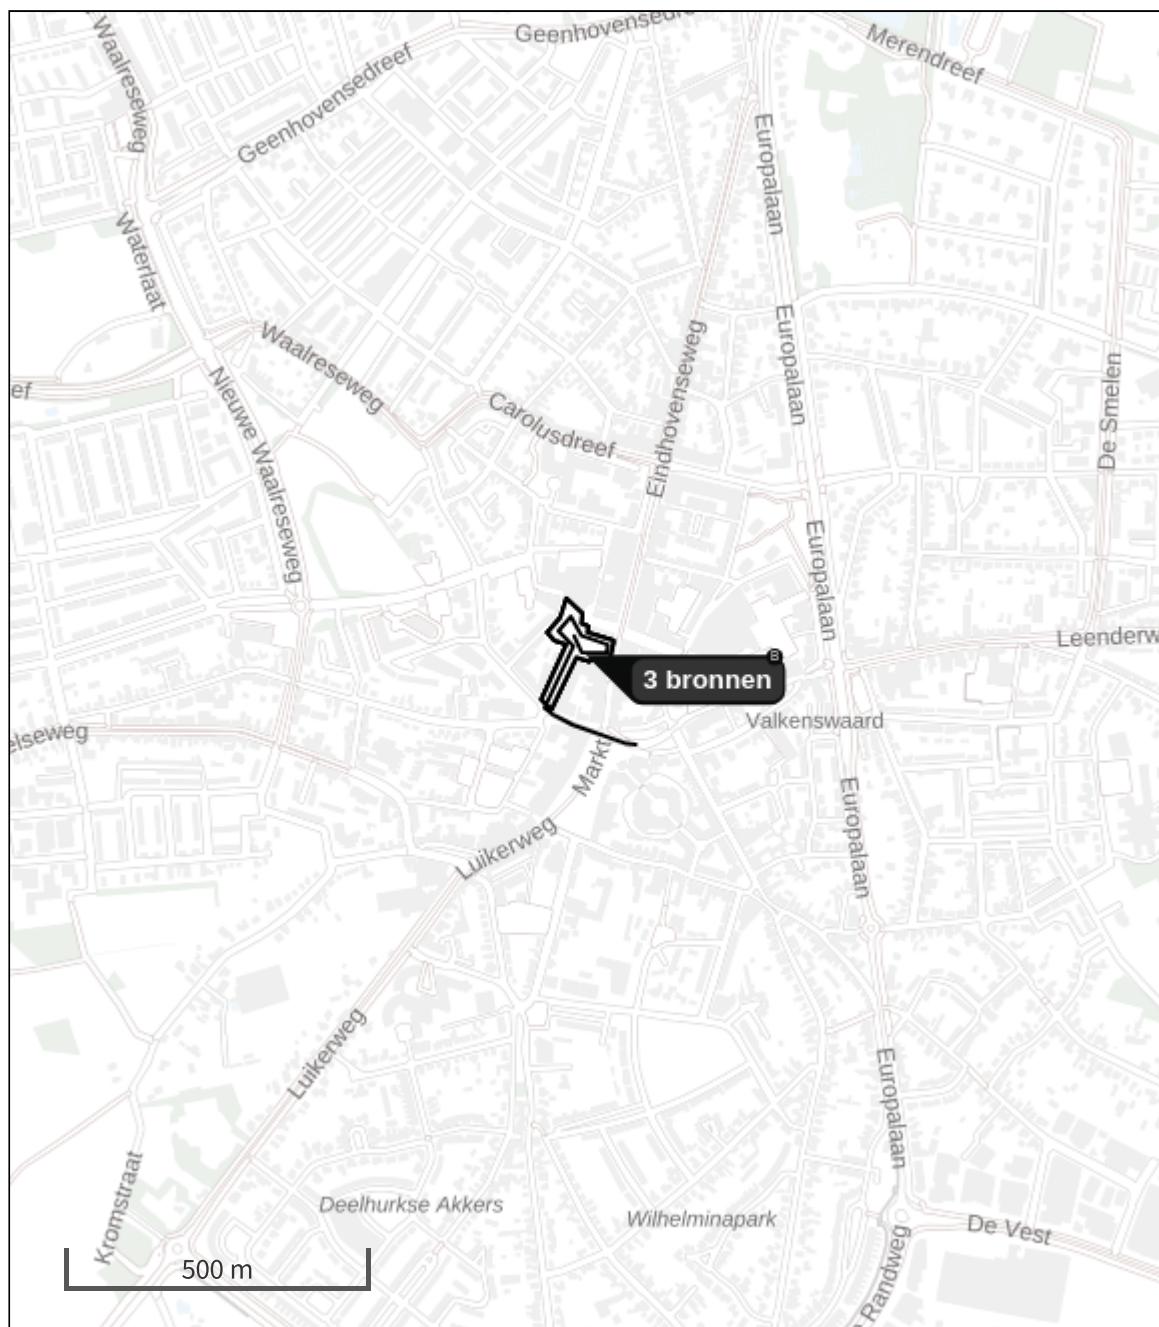 Waalreseweg
Geenhovensedreef
Geenhovensedre
Merendreef
Europalaan
Waterlaat
Waalreseweg
Nieuwe Waalreseweg
Europalaan
Eindhovenseweg
De Smelen
ef
Carolusdreef
Europalaan
Leenderw
B
3 bronnen
elseweg
Valkenswaard
Markt
Luikerweg
Europalaan
Luikerweg
Europalaan
Kromstraat
Deelhurkse Akkers
Wilhelminapark
De Vest
Randweg
500 m